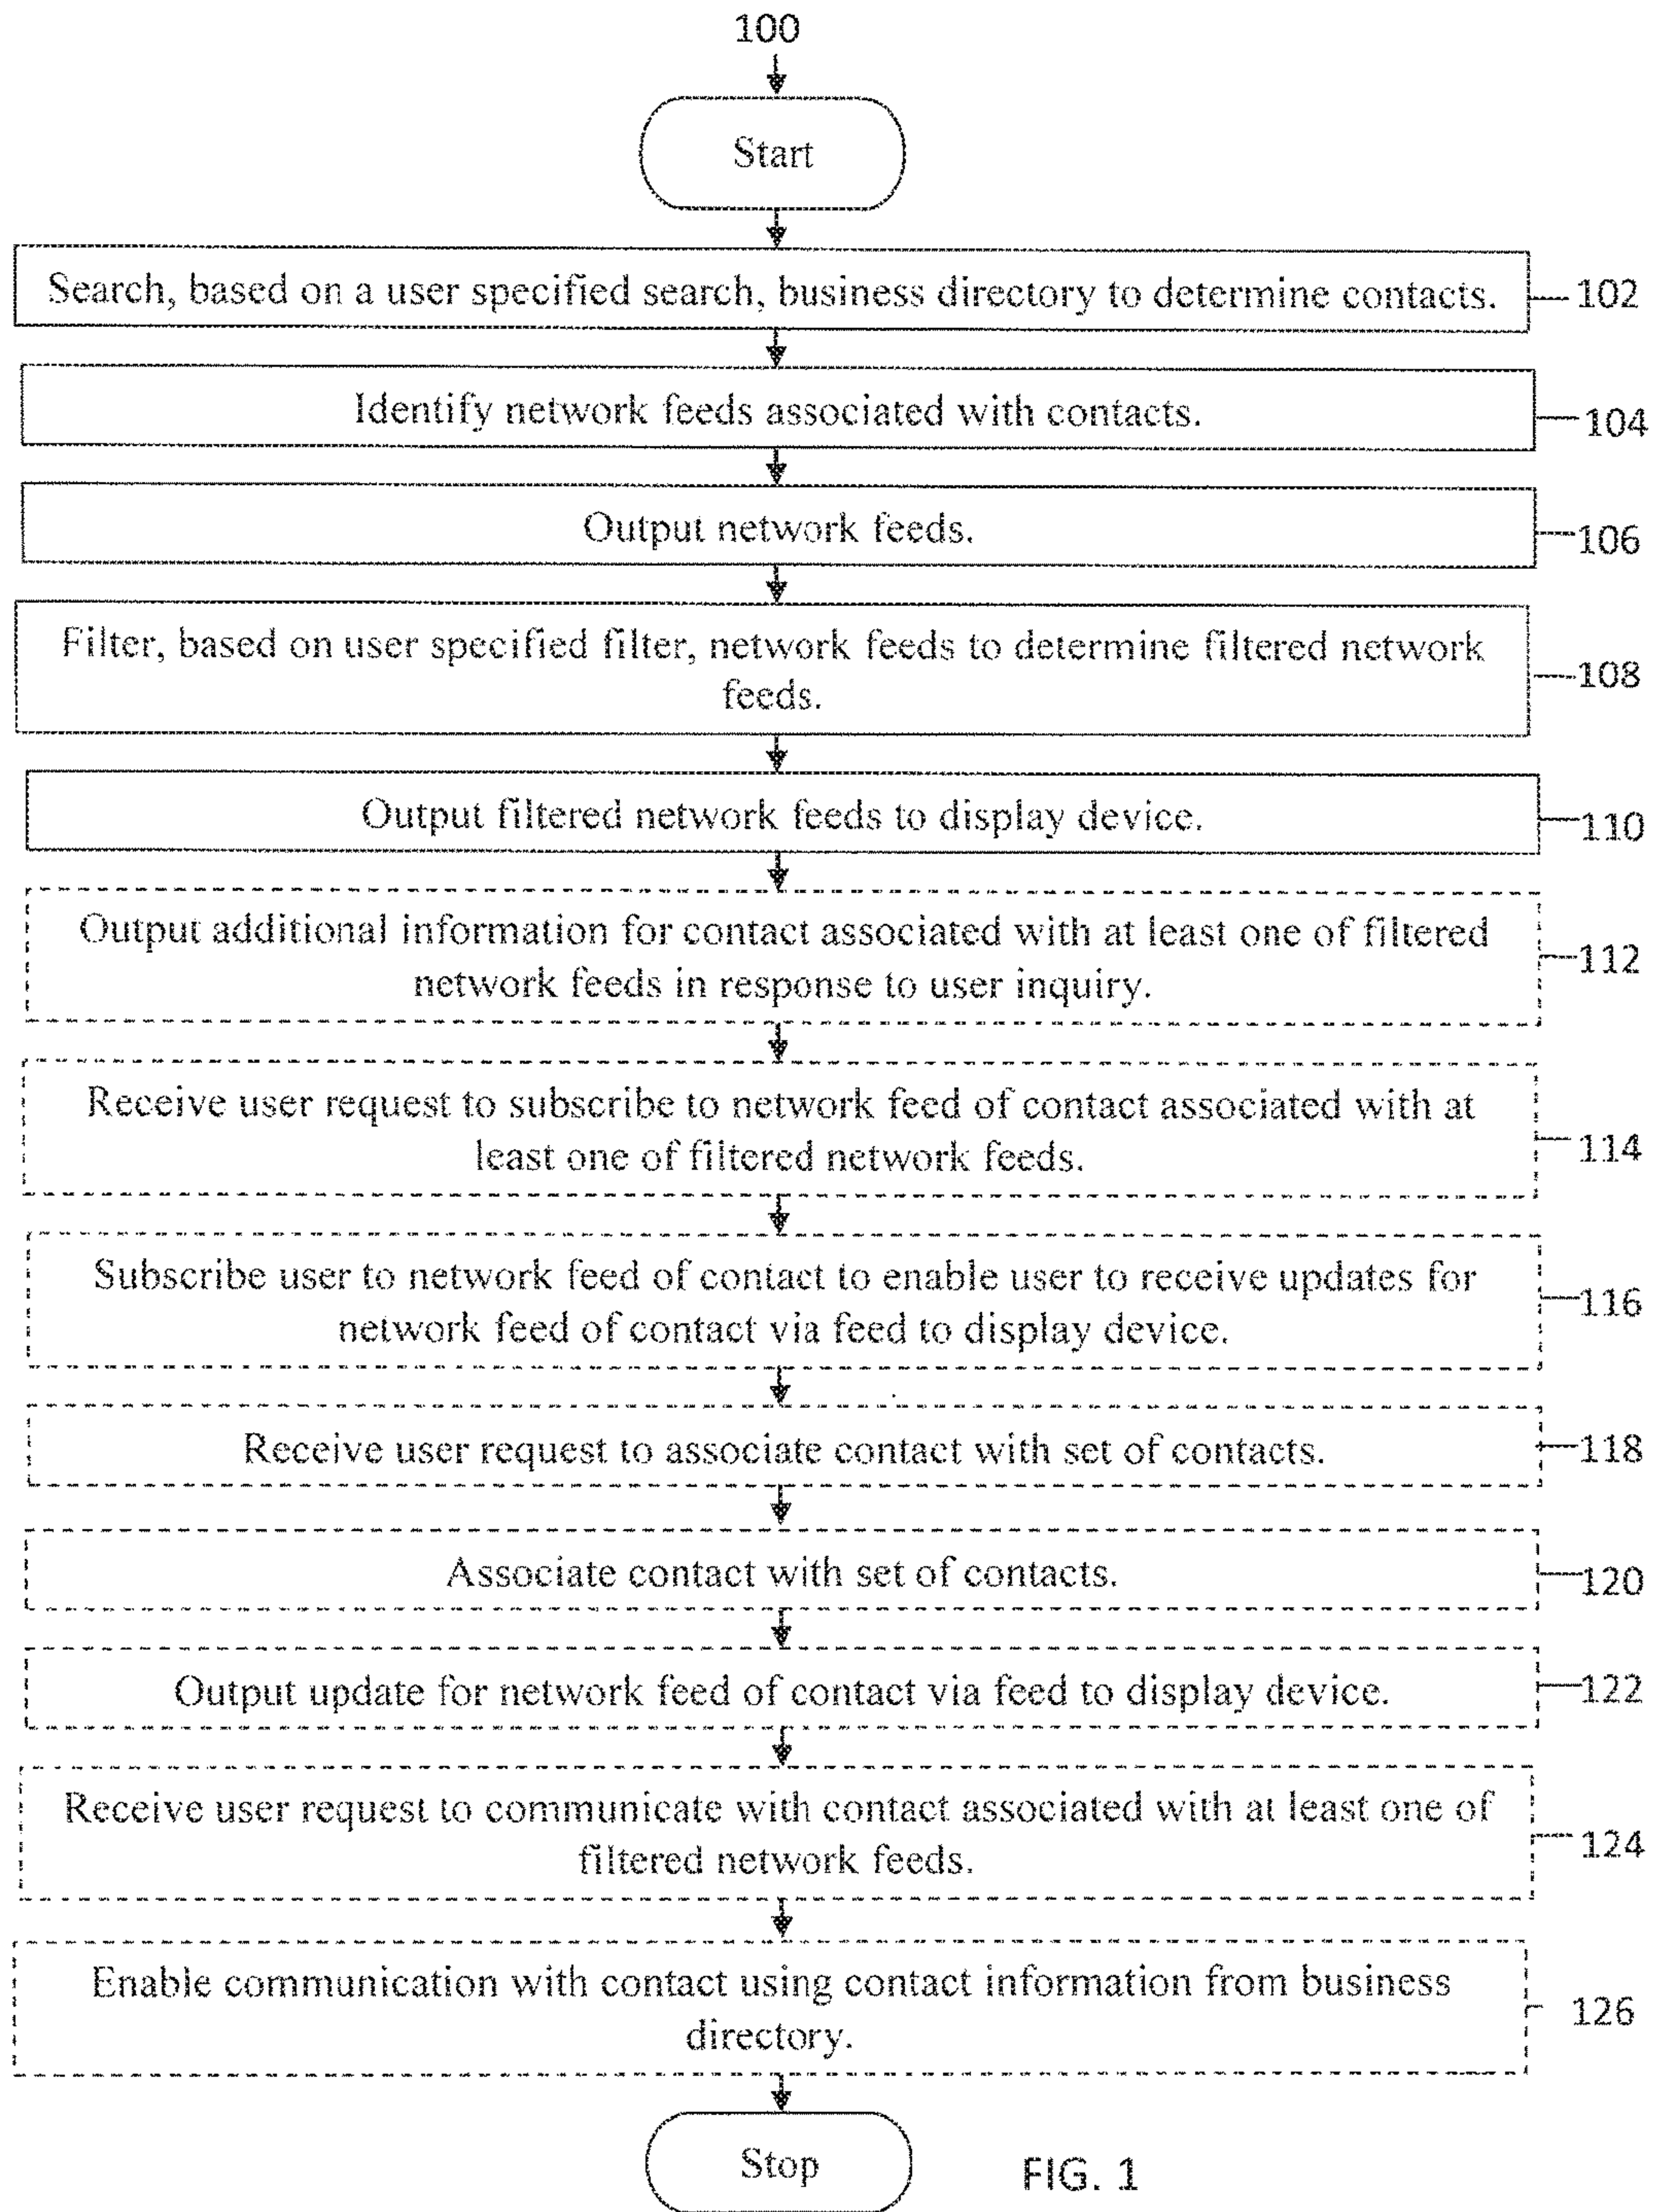 100
Start
Search, based on a user specified search, business directory to determine contacts.
102
Identify network feeds associated with contacts.
104
Output network feeds.
106
Filter, based on user specified filter, network feeds to determine filtered network
feeds.
108
Output filtered network feeds to display device.
110
Output additional information for contact associated with at least one of filtered
network feeds in response to user inquiry.
112
Receive user request to subscribe to network feed of contact associated with at
least one of filtered network feeds.
114
Subscribe user to network feed of contact to enable user to receive updates for
network feed of contact via feed to display device.
116
Receive user request to associate contact with set of contacts.
118
Associate contact with set of contacts.
120
Output update for network feed of contact via feed to display device.
122
Receive user request to communicate with contact associated with at least one of
filtered network feeds.
124
Enable communication with contact using contact information from business
directory.
126
Stop
FIG. 1